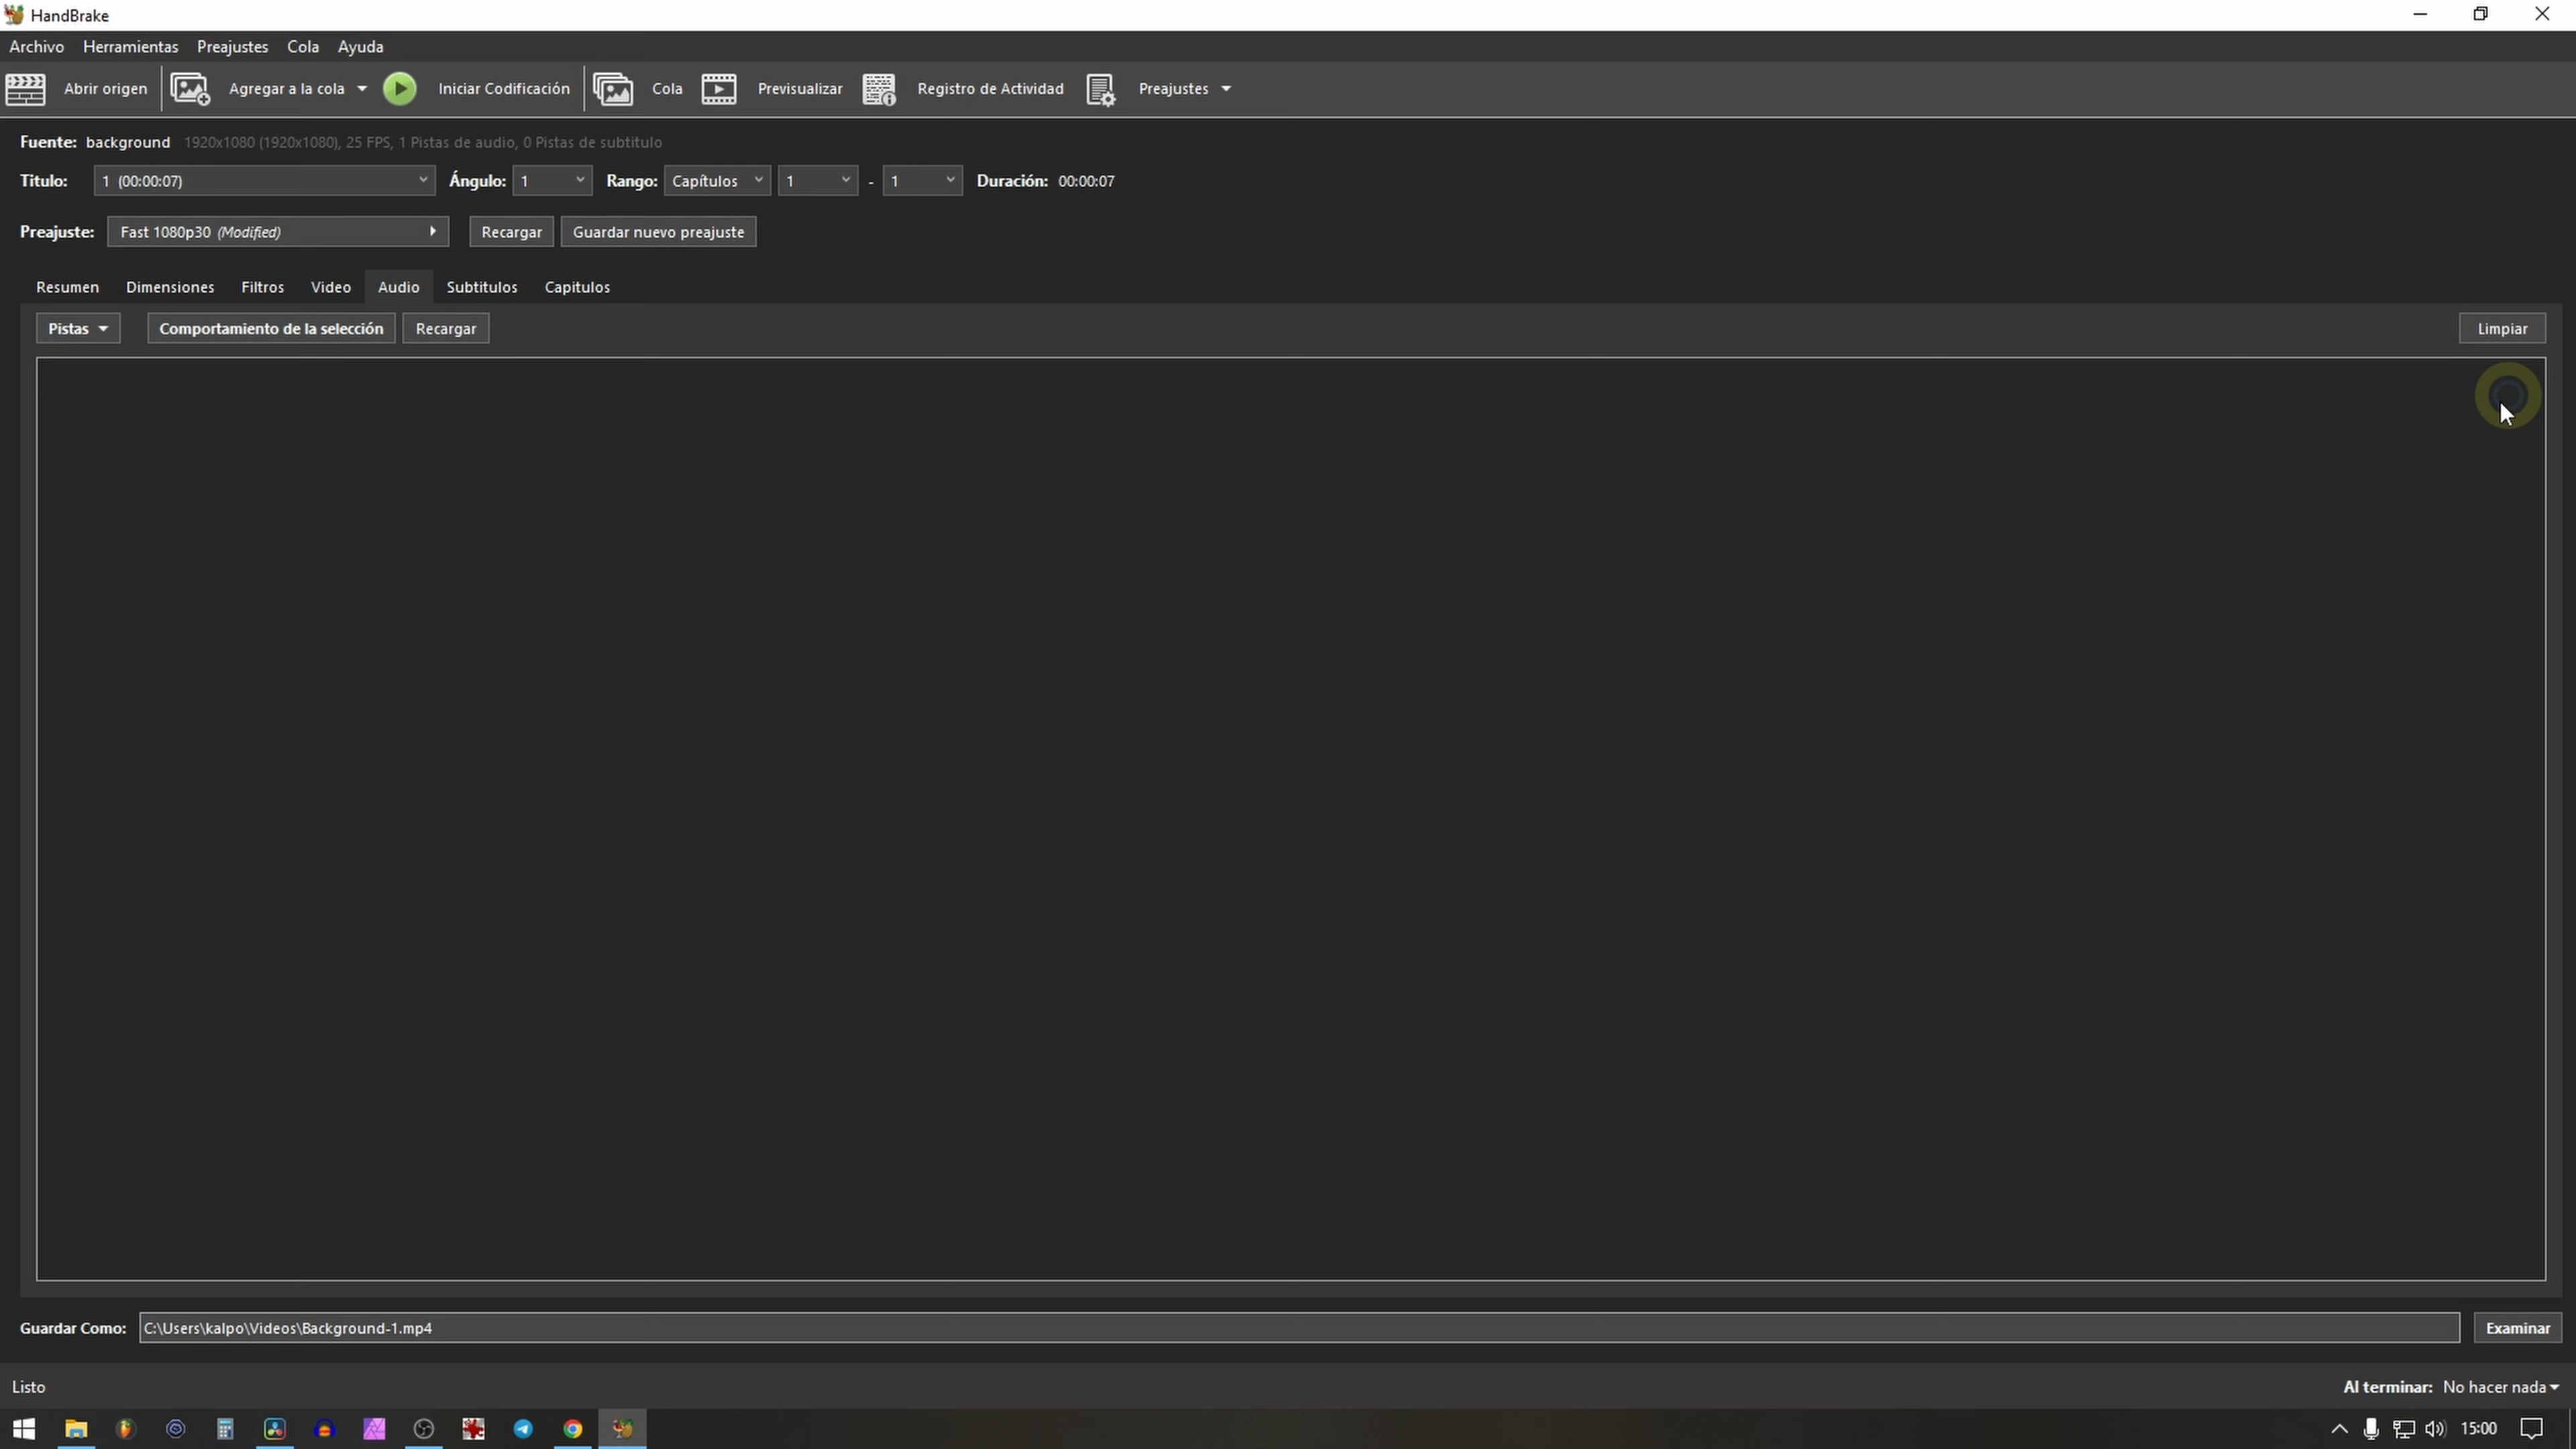 HandBrake
Archivo Herramientas Preajustes Cola Ayuda
Abrir origen Agregar a la cola Iniciar Codificación Cola Previsualizar Registro de Actividad Preajustes
Fuente: background 1920x1080 (1920x1080), 25 FPS, 1 Pistas de audio, 0 Pistas de subtitulo
Titulo: 1 (00:00:07) Ángulo: 1 Rango: Capítulos 1 - 1 Duración: 00:00:07
Preajuste: Fast 1080p30 (Modified) Recargar Guardar nuevo preajuste
Resumen Dimensiones Filtros Video Audio Subtitulos Capitulos
Pistas Comportamiento de la selección Recargar Limpiar
Guardar Como: C:\Users\kalpo\Videos\Background-1.mp4 Examinar
Listo Al terminar: No hacer nada
15:00